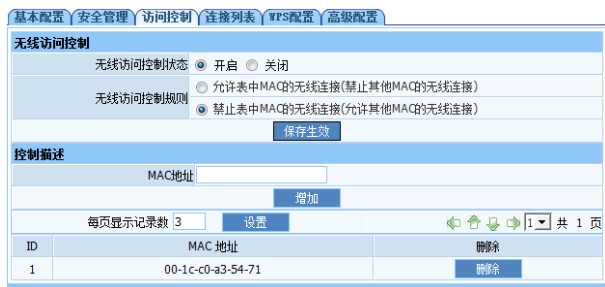 基本配置 安全管理 访问控制 连接列表 WPS配置 高级配置
无线访问控制
无线访问控制状态 开启 关闭
无线访问控制规则 允许表中MAC的无线连接(禁止其他MAC的无线连接)
禁止表中MAC的无线连接(允许其他MAC的无线连接)
保存生效
控制描述
MAC地址
增加
每页显示记录数 3 设置 1 共 1 页
ID MAC 地址 删除
1 00-1c-c0-a3-54-71 删除